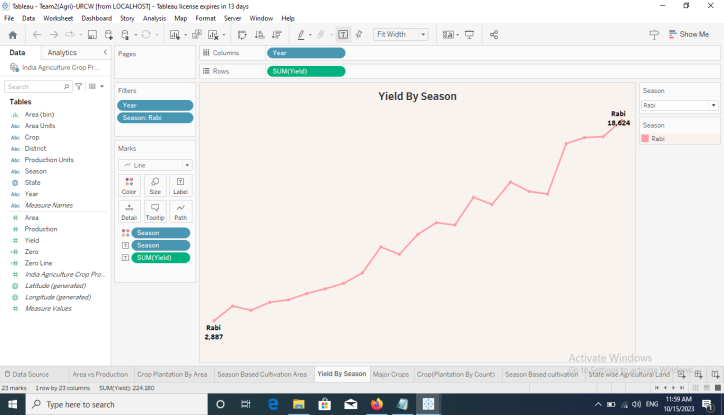 Tableau - Team2(Agri)-URCW [from LOCALHOST] - Tableau license expires in 13 days
File Data Worksheet Dashboard Story Analysis Map Format Server Window Help
Fit Width
Show Me
Data Analytics
India Agriculture Crop Pr...
Search
Tables
Area (bin)
Abc Area Units
Abc Crop
Abc District
Abc Production Units
Abc Season
State
Abc Year
Abc Measure Names
# Area
# Production
# Yield
=# Zero
=# Zero Line
# India Agriculture Crop Pro...
Latitude (generated)
Longitude (generated)
# Measure Values
Pages
Filters
Year
Season: Rabi
Marks
Line
Color Size Label
Detail Tooltip Path
Season
Season
SUM(Yield)
Columns Year
Rows SUM(Yield)
Yield By Season
Rabi
18,624
Rabi
2,887
Season
Rabi
Season
Rabi
Activate Windows
Go to Settings to activate Windows.
Data Source Area vs Production Crop Plantation By Area Season Based Cultivation Area Yield By Season Major Crops Crop(Plantation By Count) Season Based cultivation State wise Agricultural Land
23 marks 1 row by 23 columns SUM(Yield): 224,180
Type here to search
ENG
11:59 AM
10/15/2023